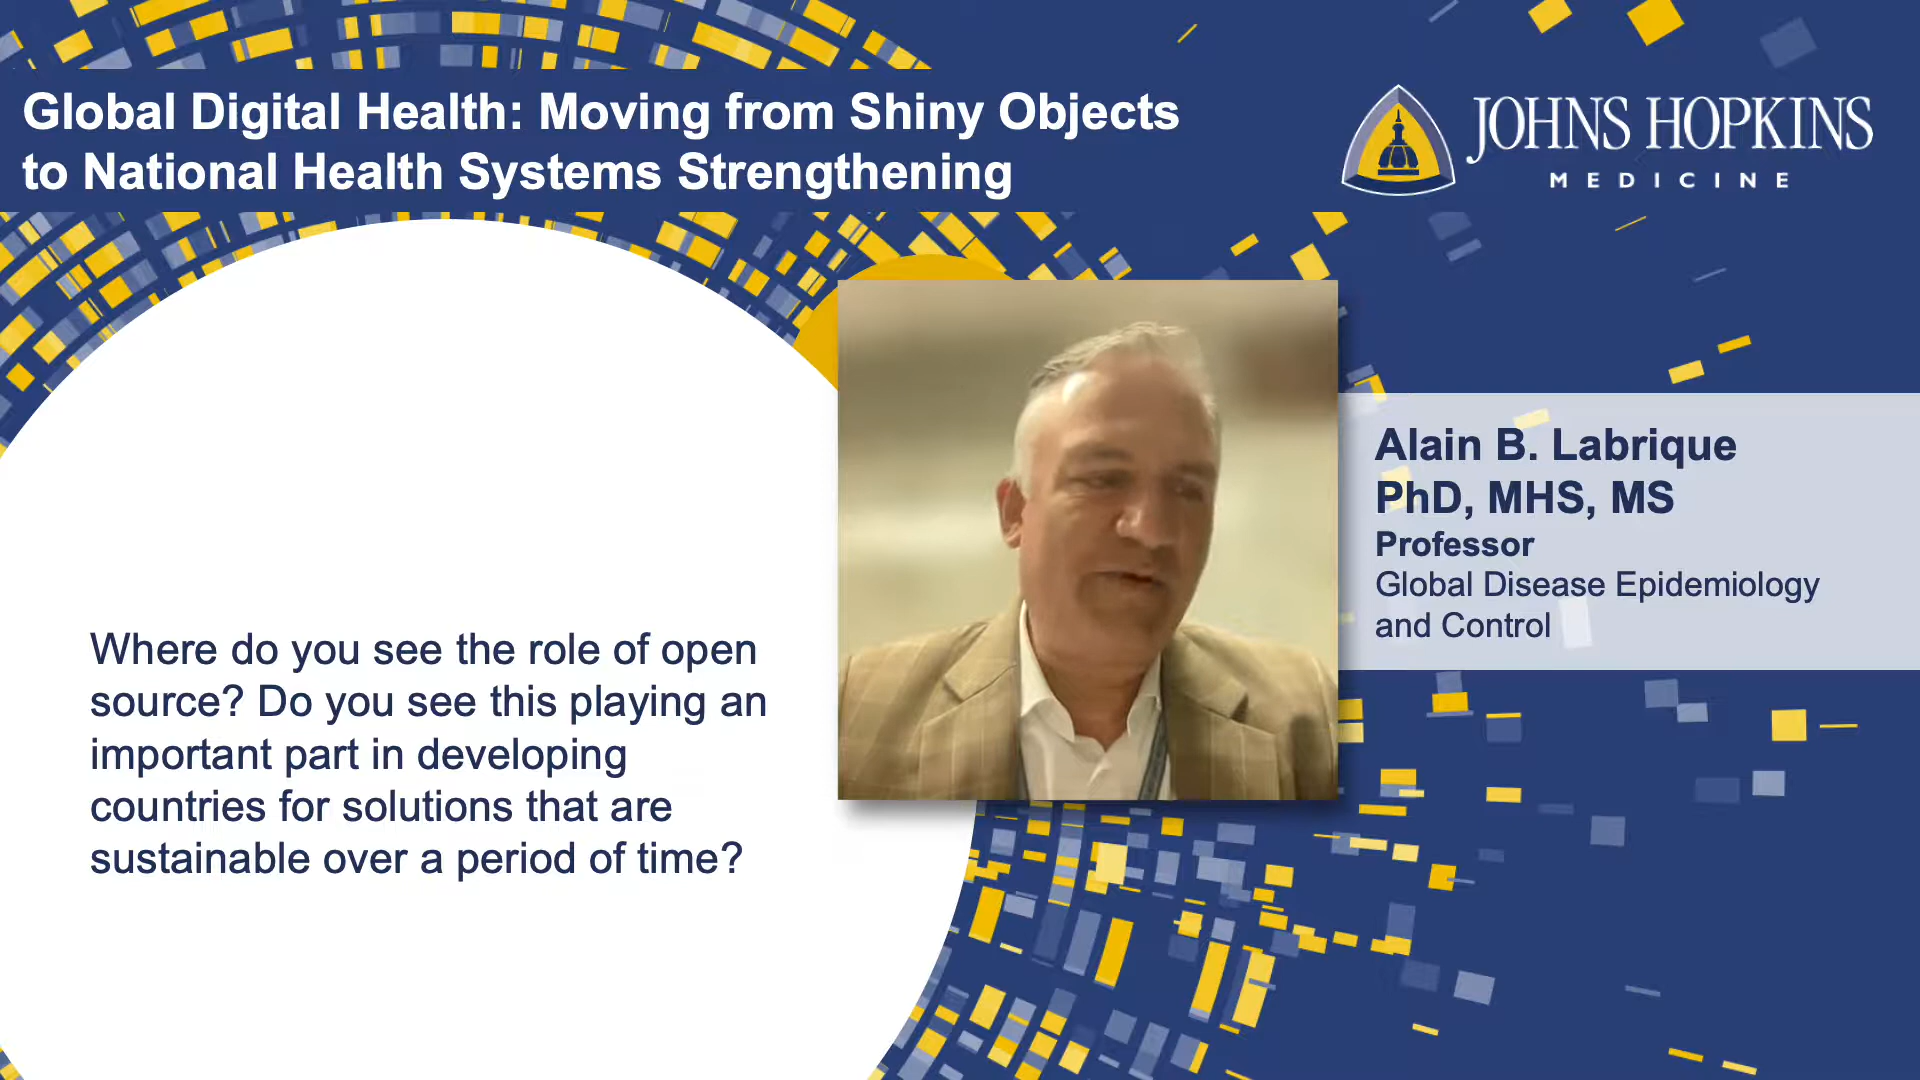 Global Digital Health: Moving from Shiny Objects
to National Health Systems Strengthening
JOHNS HOPKINS
MEDICINE
Alain B. Labrique
PhD, MHS, MS
Professor
Global Disease Epidemiology
and Control
Where do you see the role of open
source? Do you see this playing an
important part in developing
countries for solutions that are
sustainable over a period of time?